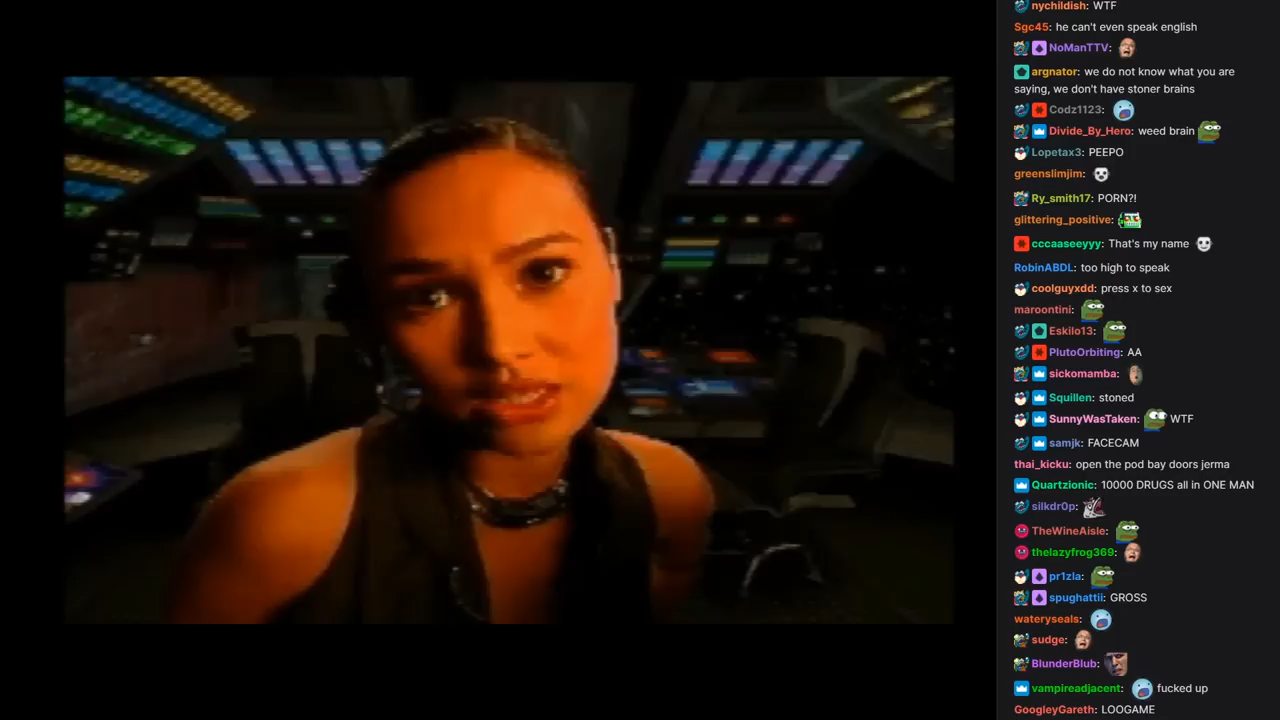 nychildish: WTF
Sgc45: he can't even speak english
NoManTTV:
argnator: we do not know what you are
saying, we don't have stoner brains
Codz1123:
Divide_By_Hero: weed brain
Lopetax3: PEEPO
greenslimjim:
Ry_smith17: PORN?!
glittering_positive:
cccaaseeyyy: That's my name
RobinABDL: too high to speak
coolguyxdd: press x to sex
maroontini:
Eskilo13:
PlutoOrbiting: AA
sickomamba:
Squillen: stoned
SunnyWasTaken: WTF
samjk: FACECAM
thai_kicku: open the pod bay doors jerma
Quartzionic: 10000 DRUGS all in ONE MAN
silkdr0p:
TheWineAisle:
thelazyfrog369:
pr1zla:
spughattii: GROSS
wateryseals:
sudge:
BlunderBlub:
vampireadjacent: fucked up
GoogleyGareth: LOOGAME